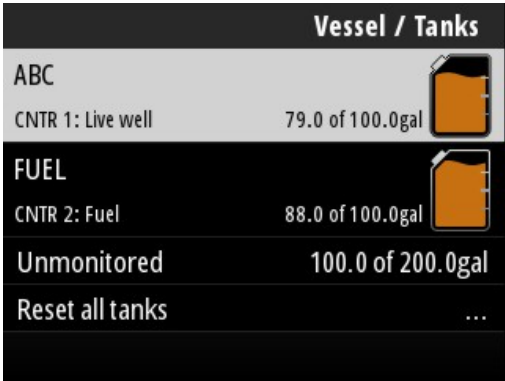 Vessel / Tanks
ABC
CNTR 1: Live well 79.0 of 100.0gal
FUEL
CNTR 2: Fuel 88.0 of 100.0gal
Unmonitored 100.0 of 200.0gal
Reset all tanks ...